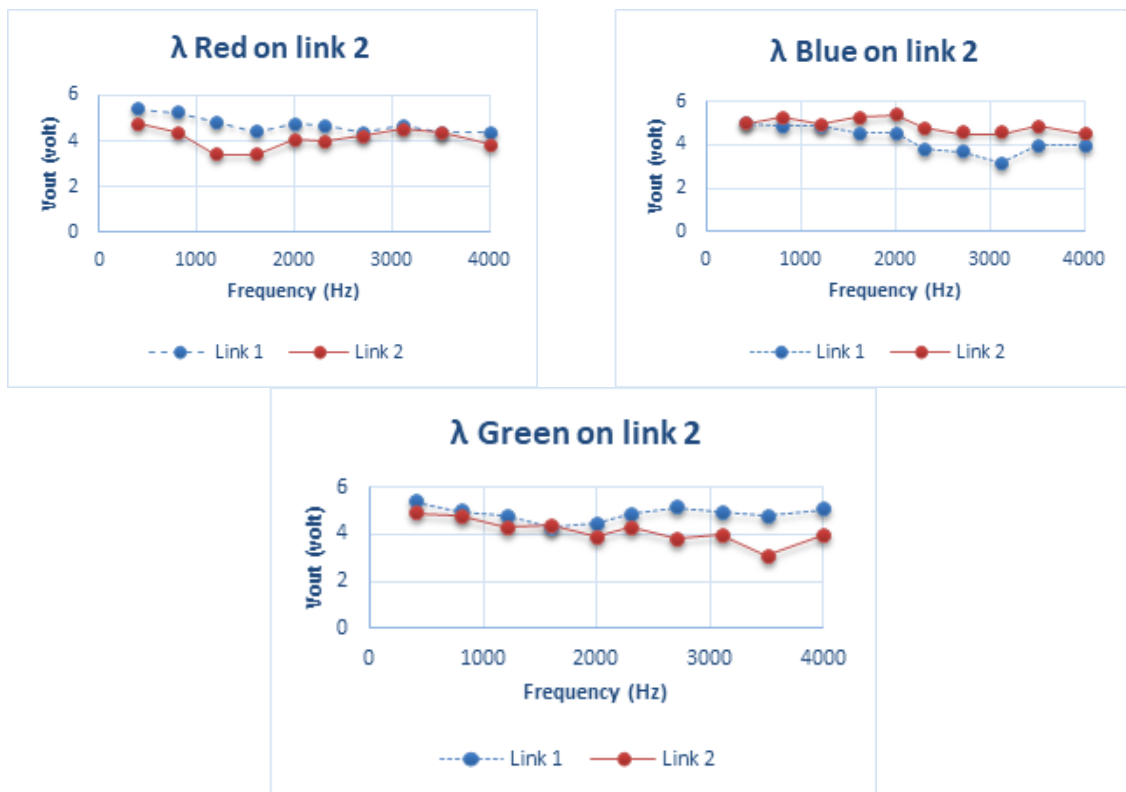 λ Red on link 2
6
4
2
0
Vout (volt)
0 1000 2000 3000 4000
Frequency (Hz)
Link 1 Link 2
λ Blue on link 2
6
4
2
0
Vout (volt)
0 1000 2000 3000 4000
Frequency (Hz)
Link 1 Link 2
λ Green on link 2
6
4
2
0
Vout (volt)
0 1000 2000 3000 4000
Frequency (Hz)
Link 1 Link 2